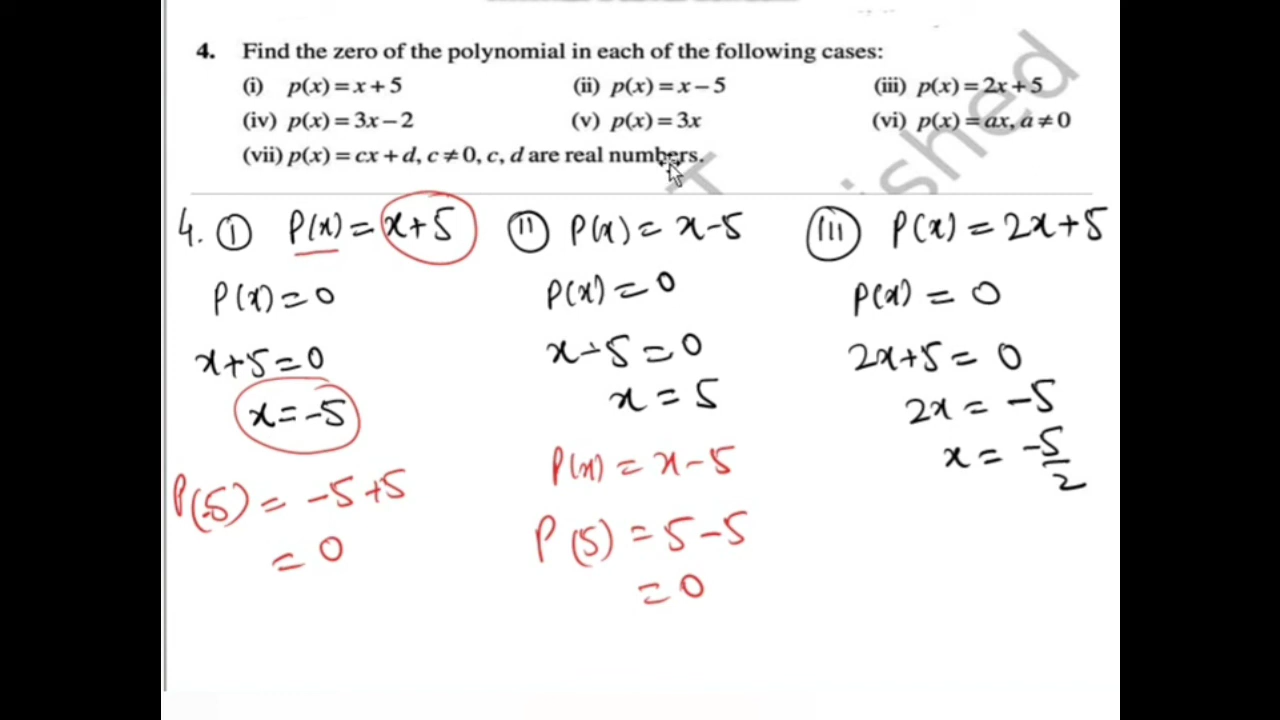 4. Find the zero of the polynomial in each of the following cases:
(i) p(x) = x + 5 (ii) p(x) = x – 5 (iii) p(x) = 2x + 5
(iv) p(x) = 3x – 2 (v) p(x) = 3x (vi) p(x) = ax, a ≠ 0
(vii) p(x) = cx + d, c ≠ 0, c, d are real numbers.
4. (i) P(x) = x+5
P(x) = 0
x+5 = 0
x = -5
P(-5) = -5+5
= 0
(ii) P(x) = x-5
P(x) = 0
x-5 = 0
x = 5
P(x) = x-5
P(5) = 5-5
= 0
(iii) P(x) = 2x+5
P(x) = 0
2x+5 = 0
2x = -5
x = -5/2